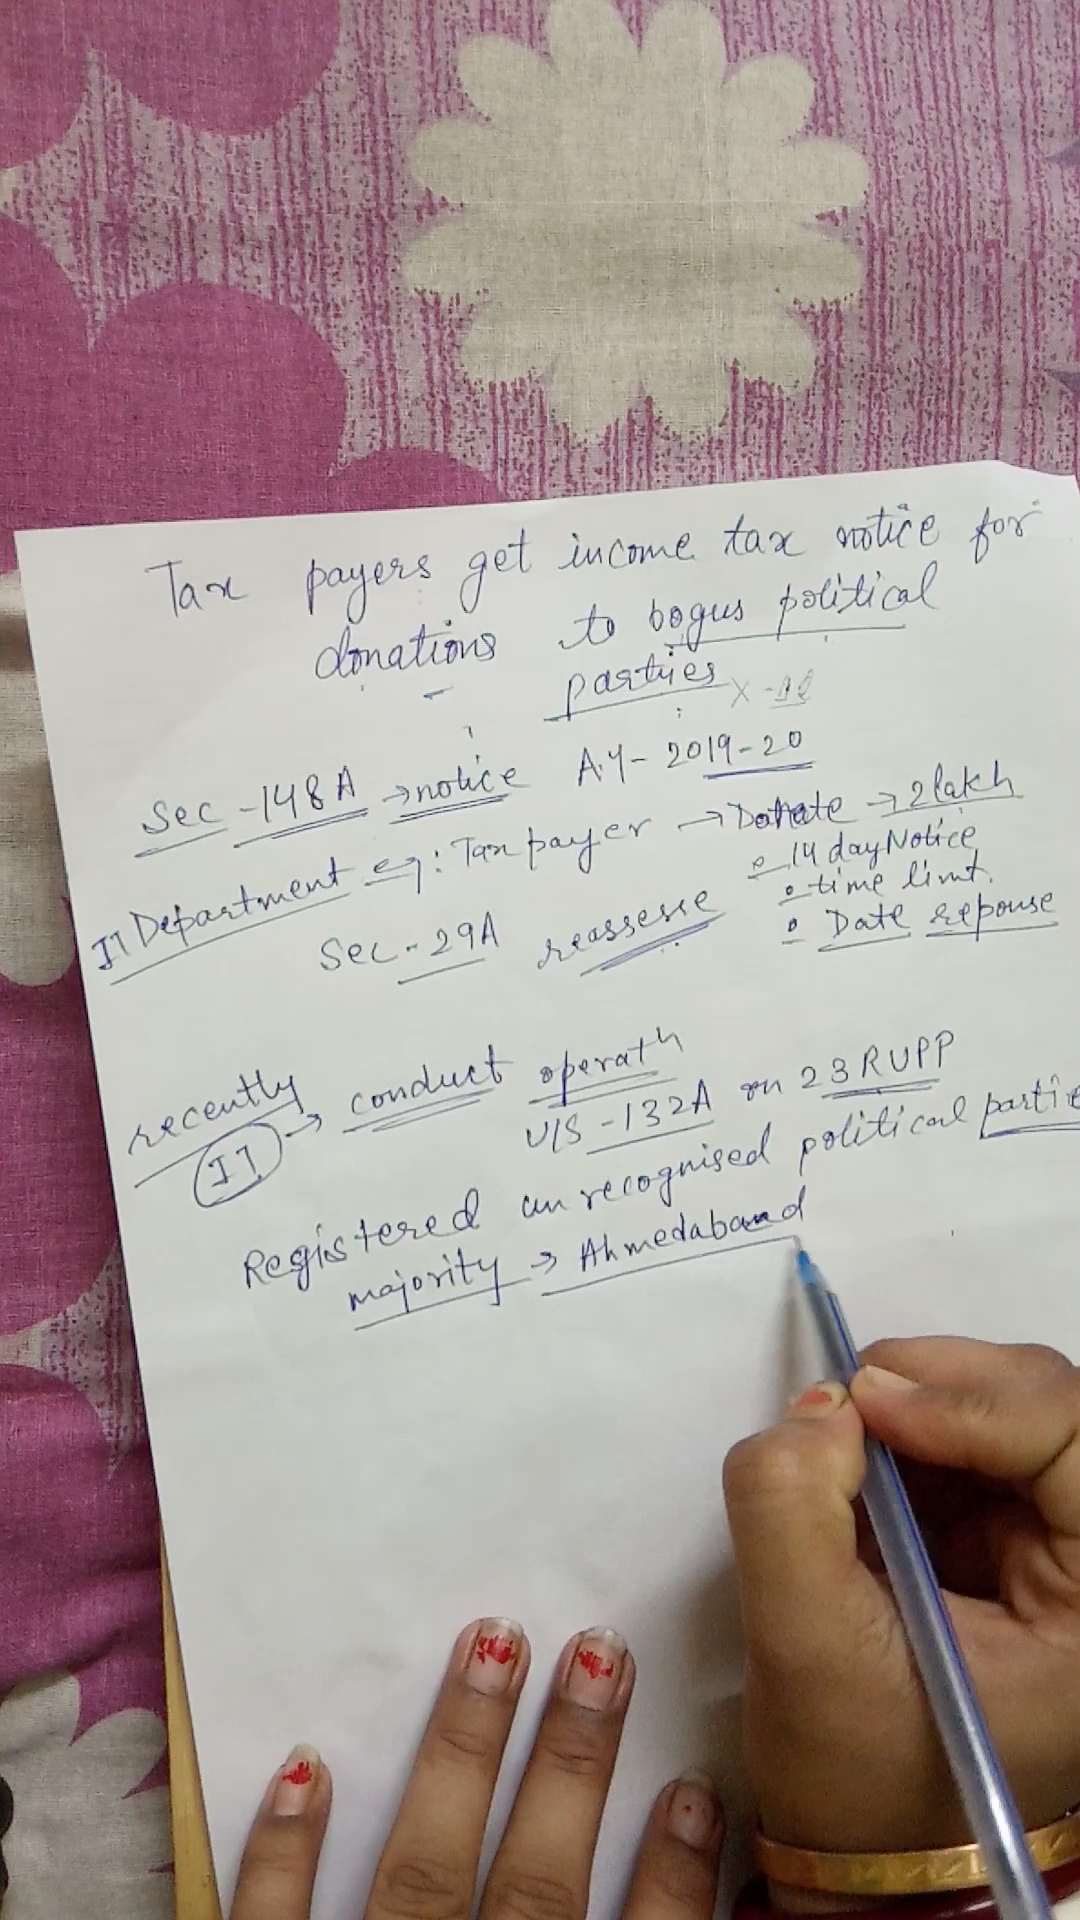 Tax payers get income tax notice for
donations to bogus political
parties
Sec - 148A → notice A.Y - 2019-20
IT Department eg: Tax payer → Donate → 2 lakh
• 14 day Notice
• time limt.
Sec - 29A reassesse • Date reponse
recently
IT → conduct operath
U/S - 132A on 23 RUPP
Registered un recognised political partie
majority → Ahmedaband